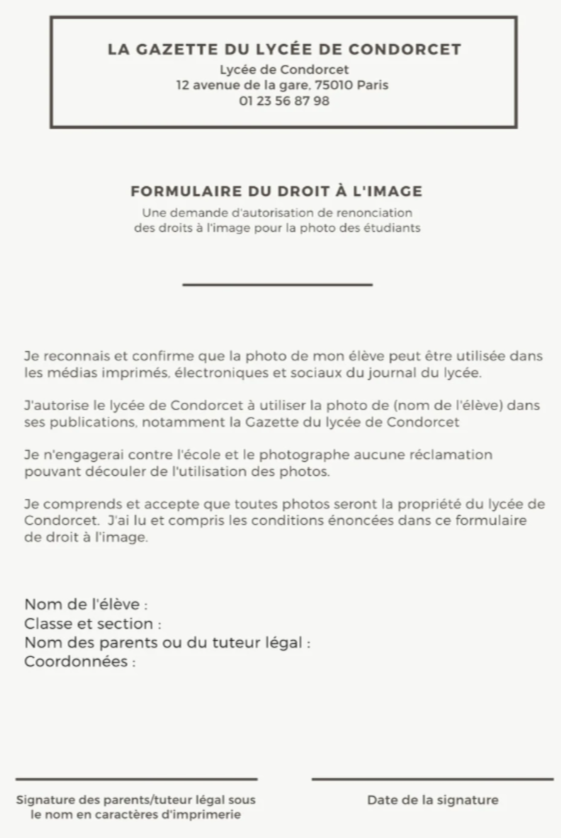 LA GAZETTE DU LYCÉE DE CONDORCET
Lycée de Condorcet
12 avenue de la gare, 75010 Paris
01 23 56 87 98
FORMULAIRE DU DROIT À L'IMAGE
Une demande d'autorisation de renonciation
des droits à l'image pour la photo des étudiants
Je reconnais et confirme que la photo de mon élève peut être utilisée dans
les médias imprimés, électroniques et sociaux du journal du lycée.
J'autorise le lycée de Condorcet à utiliser la photo de (nom de l'élève) dans
ses publications, notamment la Gazette du lycée de Condorcet
Je n'engagerai contre l'école et le photographe aucune réclamation
pouvant découler de l'utilisation des photos.
Je comprends et accepte que toutes photos seront la propriété du lycée de
Condorcet. J'ai lu et compris les conditions énoncées dans ce formulaire
de droit à l'image.
Nom de l'élève :
Classe et section :
Nom des parents ou du tuteur légal :
Coordonnées :
Signature des parents/tuteur légal sous
le nom en caractères d'imprimerie
Date de la signature